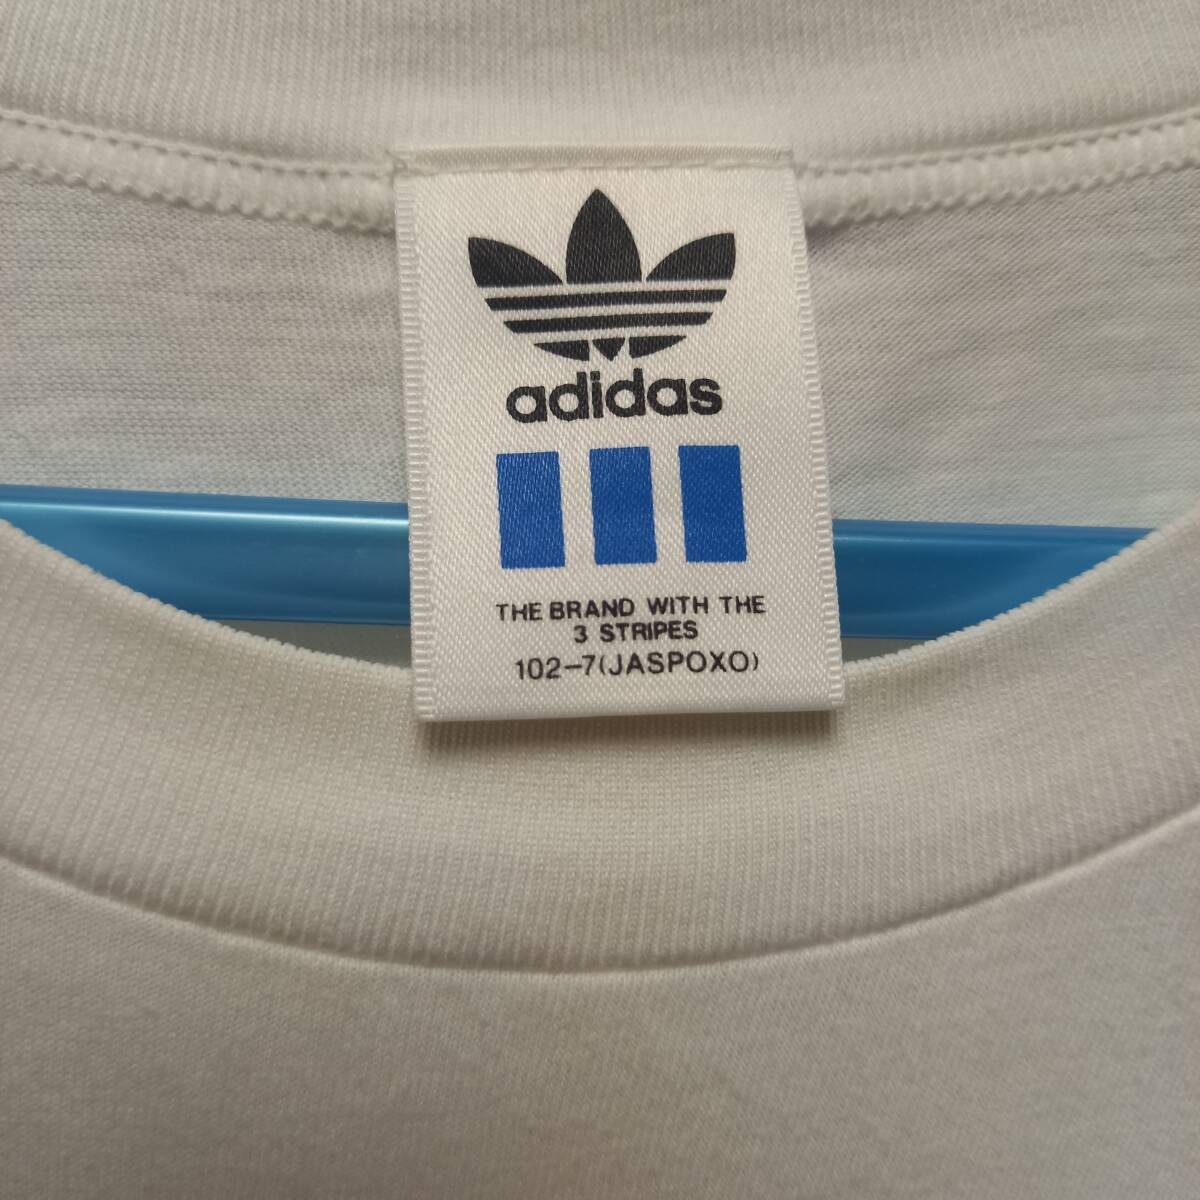 adidas
THE BRAND WITH THE
3 STRIPES
102-7(JASPOXO)